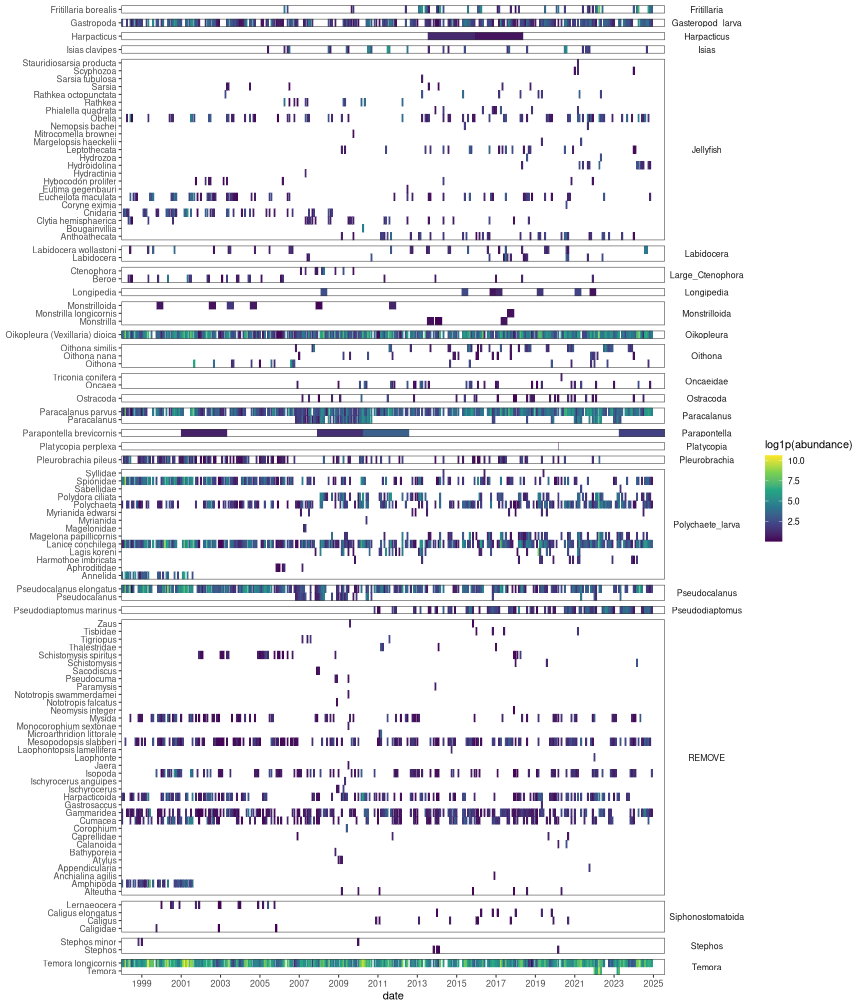 Fritillaria borealis
Fritillaria
Gastropoda
Gasteropod_larva
Harpacticus
Harpacticus
Isias clavipes
Isias
Stauridiosarsia producta
Scyphozoa
Sarsia tubulosa
Sarsia
Rathkea octopunctata
Rathkea
Phialella quadrata
Obelia
Nemopsis bachei
Mitrocomella brownei
Margelopsis haeckelii
Leptothecata
Jellyfish
Hydrozoa
Hydroidolina
Hydractinia
Hybocodon prolifer
Eutima gegenbauri
Eucheilota maculata
Coryne eximia
Cnidaria
Clytia hemisphaerica
Bougainvillia
Anthoathecata
Labidocera wollastoni
Labidocera
Labidocera
Ctenophora
Large_Ctenophora
Beroe
Longipedia
Longipedia
Monstrilloida
Monstrilla longicornis
Monstrilloida
Monstrilla
Oikopleura (Vexillaria) dioica
Oikopleura
Oithona similis
Oithona nana
Oithona
Oithona
Triconia conifera
Oncaeidae
Oncaea
Ostracoda
Ostracoda
Paracalanus parvus
Paracalanus
Paracalanus
Parapontella brevicornis
Parapontella
Platycopia perplexa
Platycopia
log1p(abundance)
Pleurobrachia pileus
Pleurobrachia
10.0
7.5
5.0
2.5
Syllidae
Spionidae
Sabellidae
Polydora ciliata
Polychaeta
Myrianida edwarsi
Myrianida
Polychaete_larva
Magelonidae
Magelona papillicornis
Lanice conchilega
Lagis koreni
Harmothoe imbricata
Aphroditidae
Annelida
Pseudocalanus elongatus
Pseudocalanus
Pseudocalanus
Pseudodiaptomus marinus
Pseudodiaptomus
Zaus
Tisbidae
Tigriopus
Thalestridae
Schistomysis spiritus
Schistomysis
Sacodiscus
Pseudocuma
Paramysis
Nototropis swammerdamei
Nototropis falcatus
Neomysis integer
Mysida
Monocorophium sextonae
Microarthridion littorale
Mesopodopsis slabberi
Laophontopsis lamellifera
Laophonte
REMOVE
Jaera
Isopoda
Ischyrocerus anguipes
Ischyrocerus
Harpacticoida
Gastrosaccus
Gammaridea
Cumacea
Corophium
Caprellidae
Calanoida
Bathyporeia
Atylus
Appendicularia
Anchialina agilis
Amphipoda
Alteutha
Lernaeocera
Caligus elongatus
Siphonostomatoida
Caligus
Caligidae
Stephos minor
Stephos
Stephos
Temora longicornis
Temora
Temora
1999 2001 2003 2005 2007 2009 2011 2013 2015 2017 2019 2021 2023 2025
date